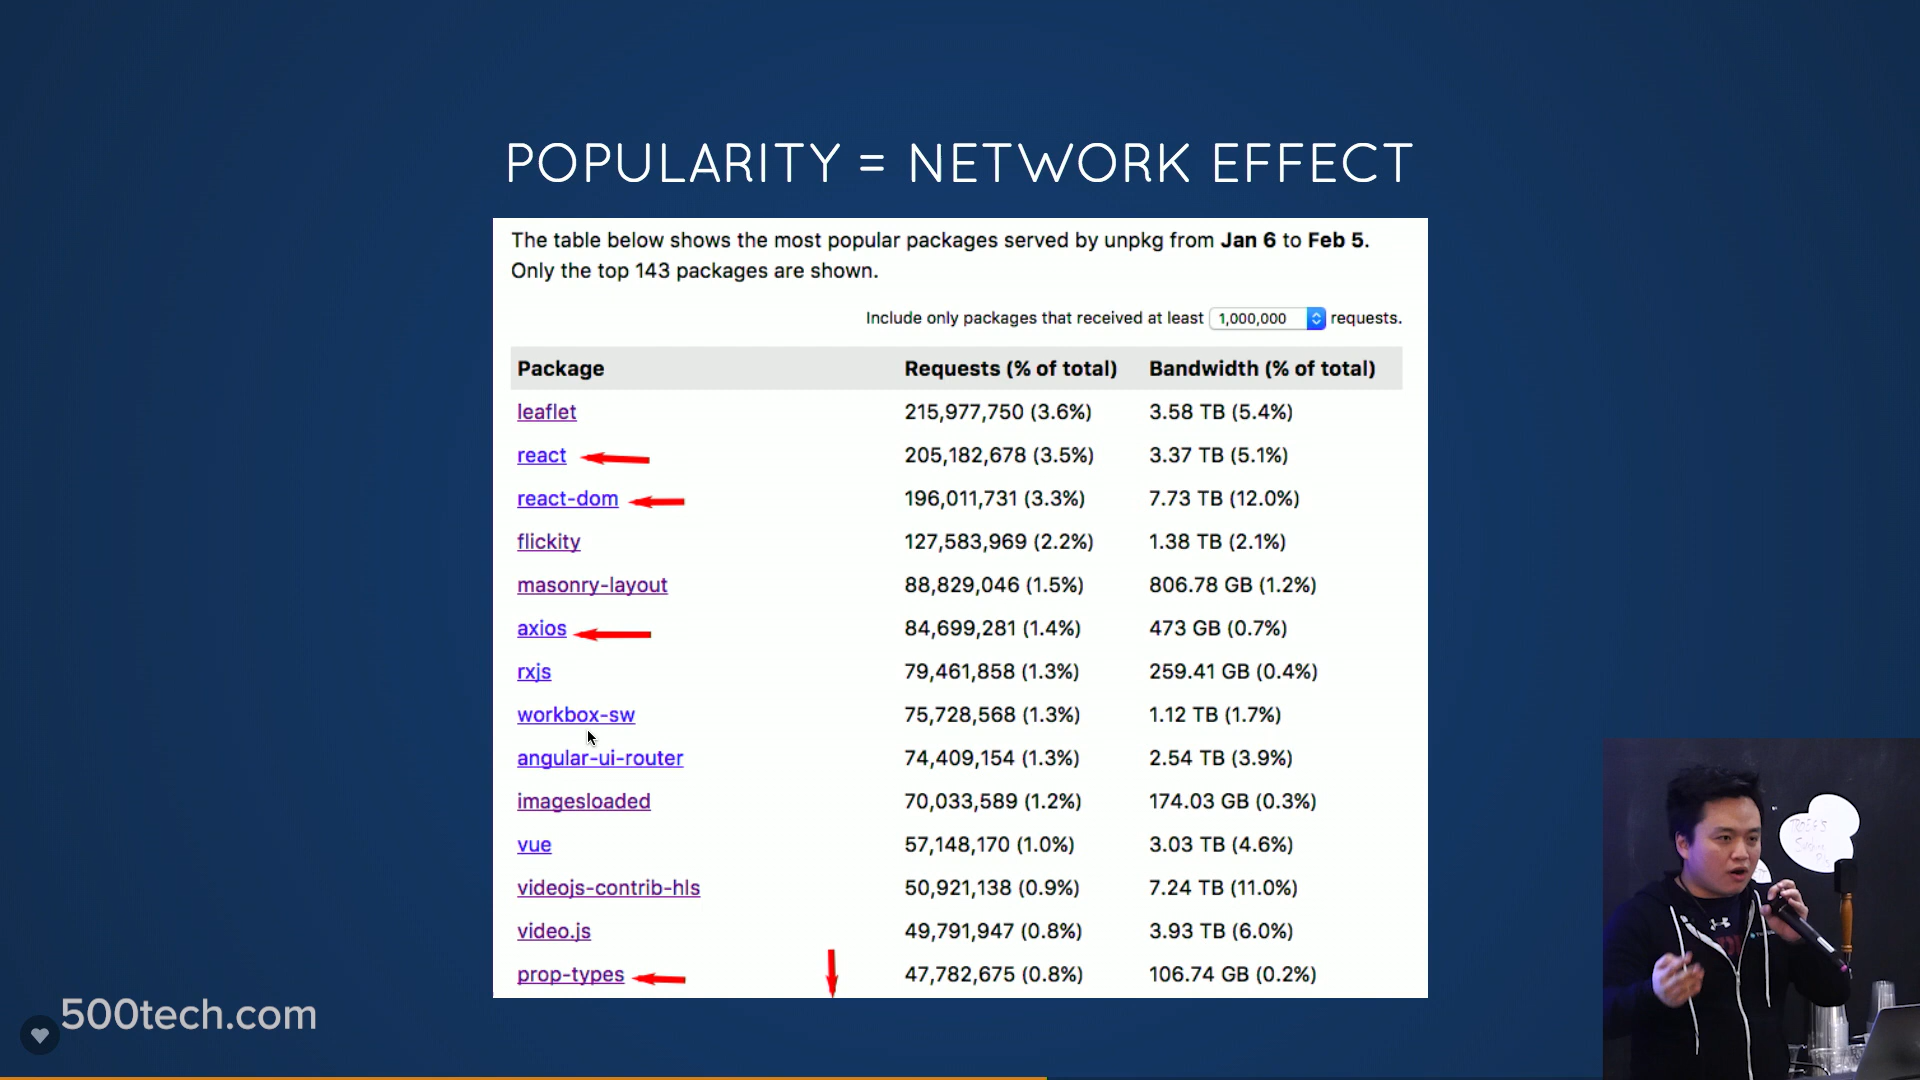 POPULARITY = NETWORK EFFECT
The table below shows the most popular packages served by unpkg from Jan 6 to Feb 5.
Only the top 143 packages are shown.
Include only packages that received at least 1,000,000 requests.
Package Requests (% of total) Bandwidth (% of total)
leaflet 215,977,750 (3.6%) 3.58 TB (5.4%)
react 205,182,678 (3.5%) 3.37 TB (5.1%)
react-dom 196,011,731 (3.3%) 7.73 TB (12.0%)
flickity 127,583,969 (2.2%) 1.38 TB (2.1%)
masonry-layout 88,829,046 (1.5%) 806.78 GB (1.2%)
axios 84,699,281 (1.4%) 473 GB (0.7%)
rxjs 79,461,858 (1.3%) 259.41 GB (0.4%)
workbox-sw 75,728,568 (1.3%) 1.12 TB (1.7%)
angular-ui-router 74,409,154 (1.3%) 2.54 TB (3.9%)
imagesloaded 70,033,589 (1.2%) 174.03 GB (0.3%)
vue 57,148,170 (1.0%) 3.03 TB (4.6%)
videojs-contrib-hls 50,921,138 (0.9%) 7.24 TB (11.0%)
video.js 49,791,947 (0.8%) 3.93 TB (6.0%)
prop-types 47,782,675 (0.8%) 106.74 GB (0.2%)
500tech.com